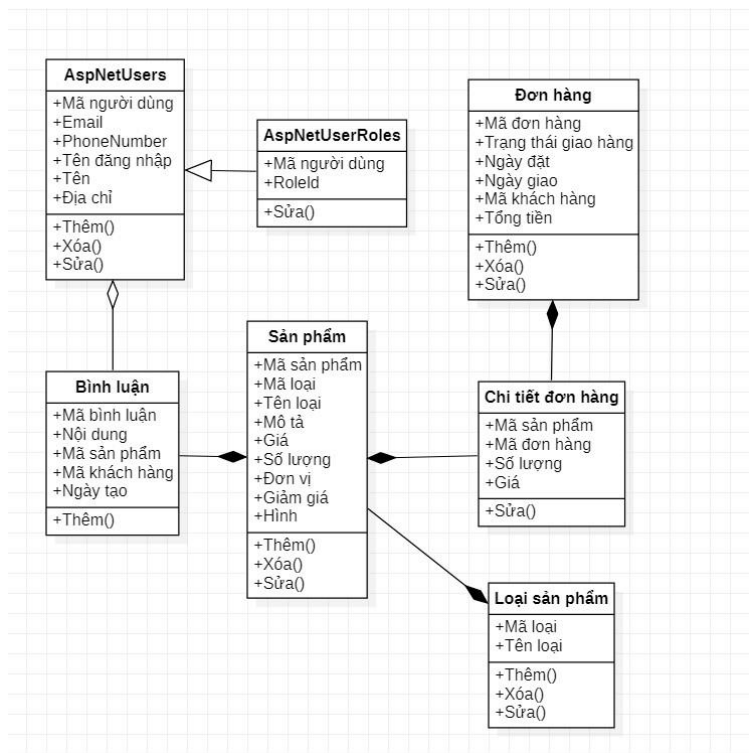 AspNetUsers
+Mã người dùng
+Email
+PhoneNumber
+Tên đăng nhập
+Tên
+Địa chỉ
+Thêm()
+Xóa()
+Sửa()
AspNetUserRoles
+Mã người dùng
+RoleId
+Sửa()
Đơn hàng
+Mã đơn hàng
+Trạng thái giao hàng
+Ngày đặt
+Ngày giao
+Mã khách hàng
+Tổng tiền
+Thêm()
+Xóa()
+Sửa()
Bình luận
+Mã bình luận
+Nội dung
+Mã sản phẩm
+Mã khách hàng
+Ngày tạo
+Thêm()
Sản phẩm
+Mã sản phẩm
+Mã loại
+Tên loại
+Mô tả
+Giá
+Số lượng
+Đơn vị
+Giảm giá
+Hình
+Thêm()
+Xóa()
+Sửa()
Chi tiết đơn hàng
+Mã sản phẩm
+Mã đơn hàng
+Số lượng
+Giá
+Sửa()
Loại sản phẩm
+Mã loại
+Tên loại
+Thêm()
+Xóa()
+Sửa()